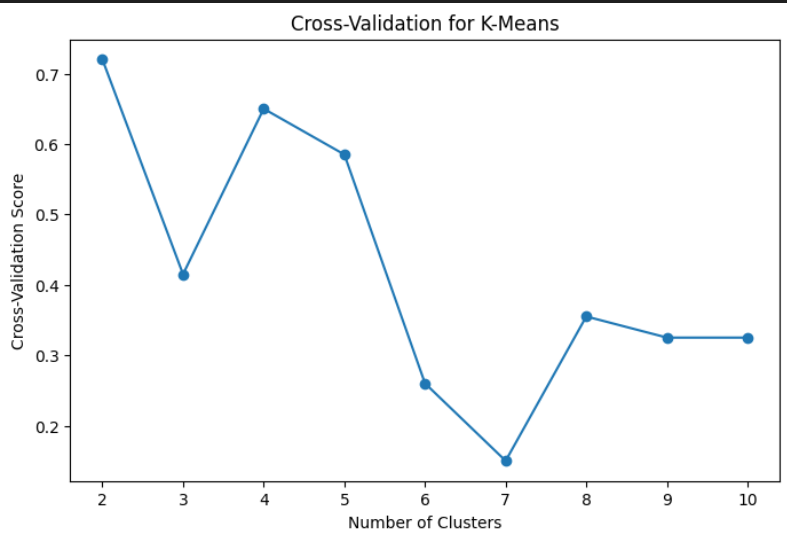 Cross-Validation for K-Means
0.7
0.6
0.5
0.4
0.3
0.2
Cross-Validation Score
2 3 4 5 6 7 8 9 10
Number of Clusters